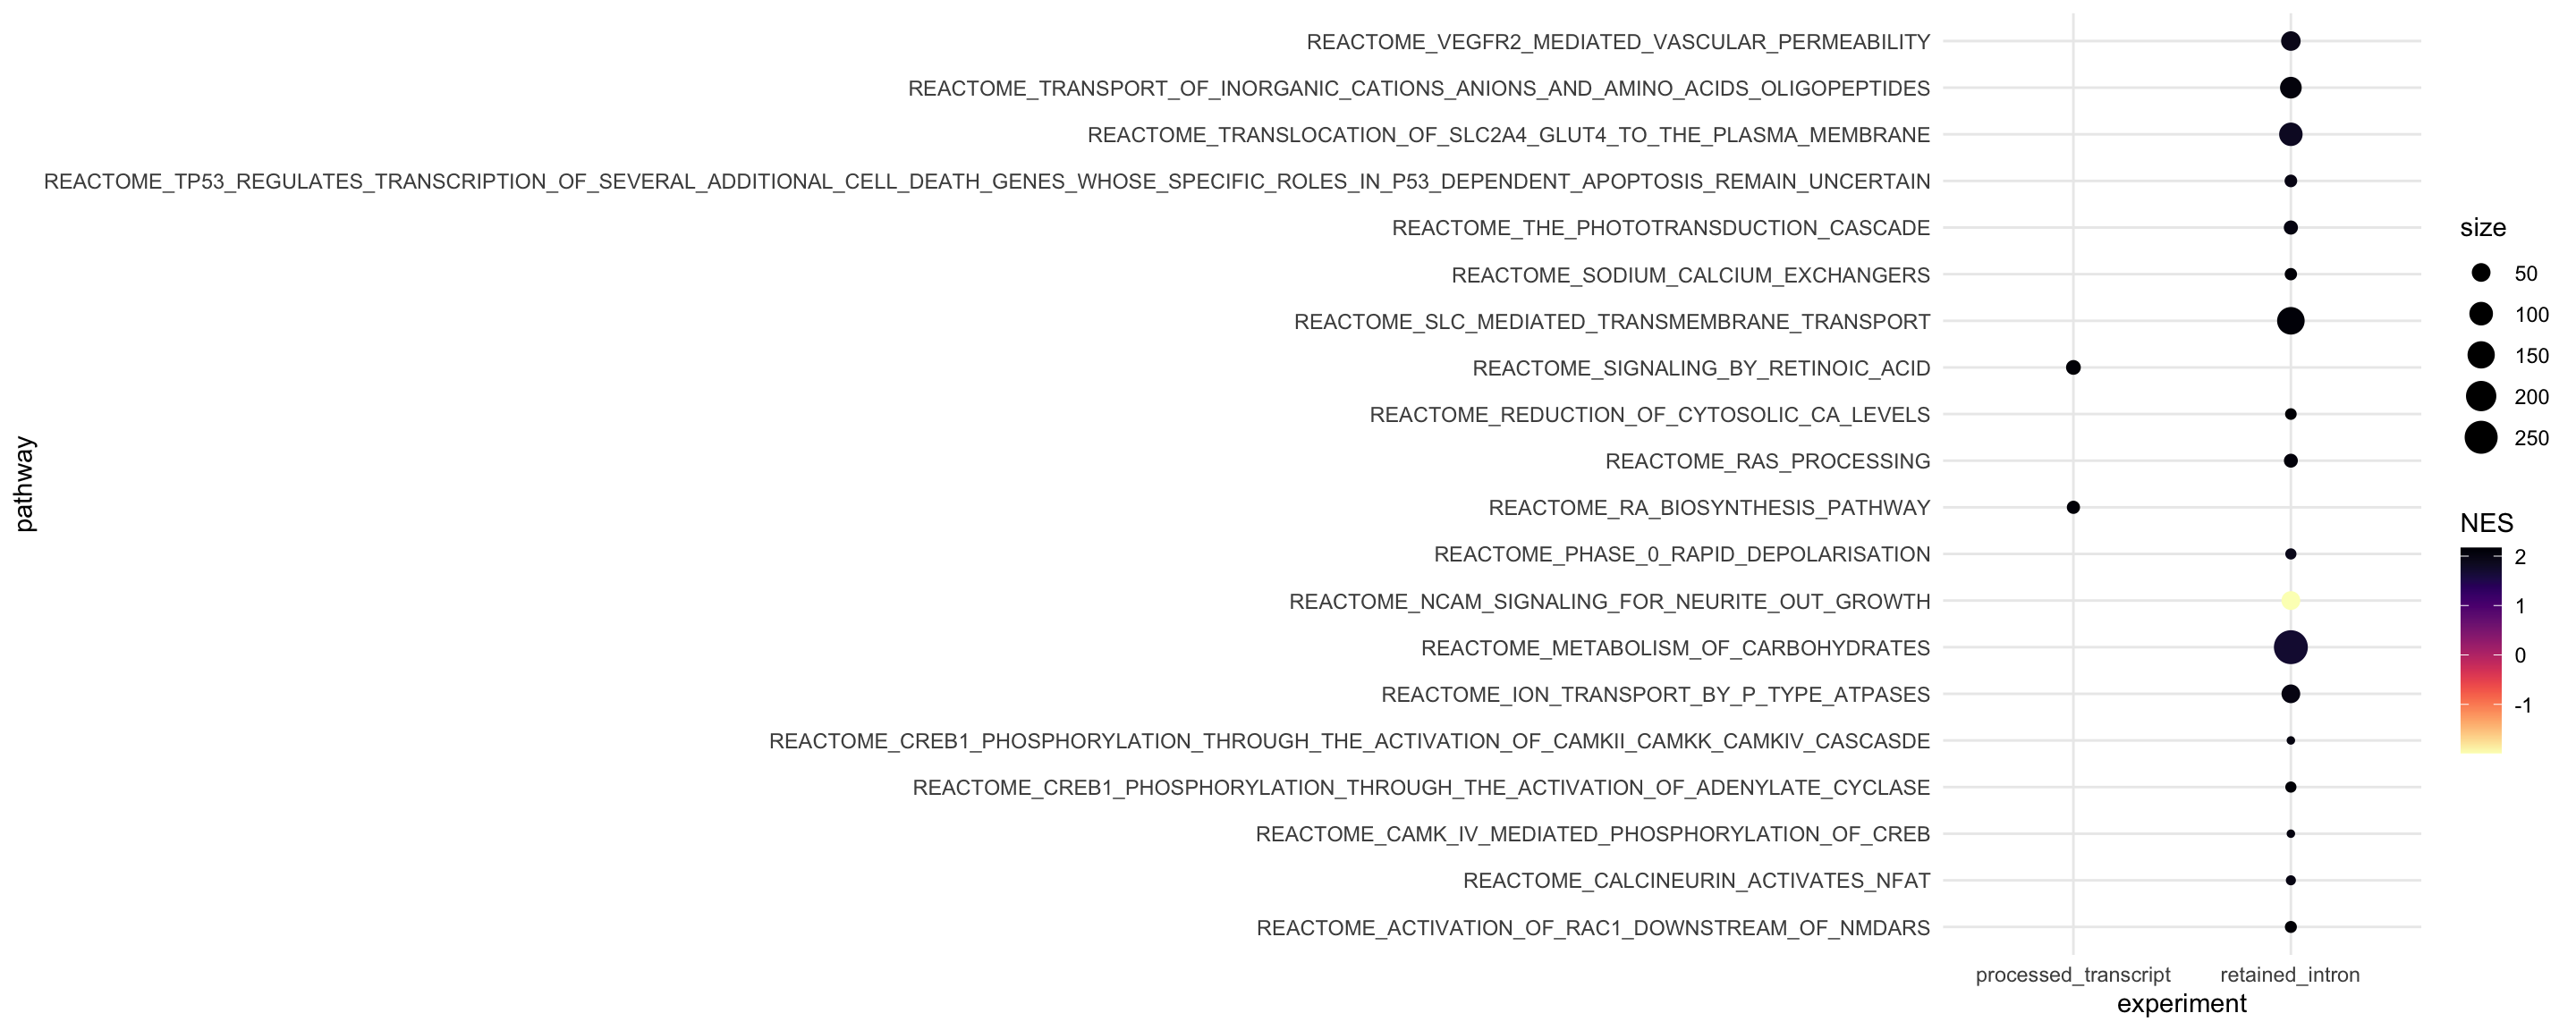 REACTOME_VEGFR2_MEDIATED_VASCULAR_PERMEABILITY
REACTOME_TRANSPORT_OF_INORGANIC_CATIONS_ANIONS_AND_AMINO_ACIDS_OLIGOPEPTIDES
REACTOME_TRANSLOCATION_OF_SLC2A4_GLUT4_TO_THE_PLASMA_MEMBRANE
REACTOME_TP53_REGULATES_TRANSCRIPTION_OF_SEVERAL_ADDITIONAL_CELL_DEATH_GENES_WHOSE_SPECIFIC_ROLES_IN_P53_DEPENDENT_APOPTOSIS_REMAIN_UNCERTAIN
REACTOME_THE_PHOTOTRANSDUCTION_CASCADE
REACTOME_SODIUM_CALCIUM_EXCHANGERS
REACTOME_SLC_MEDIATED_TRANSMEMBRANE_TRANSPORT
REACTOME_SIGNALING_BY_RETINOIC_ACID
REACTOME_REDUCTION_OF_CYTOSOLIC_CA_LEVELS
REACTOME_RAS_PROCESSING
REACTOME_RA_BIOSYNTHESIS_PATHWAY
REACTOME_PHASE_0_RAPID_DEPOLARISATION
REACTOME_NCAM_SIGNALING_FOR_NEURITE_OUT_GROWTH
REACTOME_METABOLISM_OF_CARBOHYDRATES
REACTOME_ION_TRANSPORT_BY_P_TYPE_ATPASES
REACTOME_CREB1_PHOSPHORYLATION_THROUGH_THE_ACTIVATION_OF_CAMKII_CAMKK_CAMKIV_CASCASDE
REACTOME_CREB1_PHOSPHORYLATION_THROUGH_THE_ACTIVATION_OF_ADENYLATE_CYCLASE
REACTOME_CAMK_IV_MEDIATED_PHOSPHORYLATION_OF_CREB
REACTOME_CALCINEURIN_ACTIVATES_NFAT
REACTOME_ACTIVATION_OF_RAC1_DOWNSTREAM_OF_NMDARS
pathway
processed_transcript retained_intron
experiment
size
50
100
150
200
250
NES
2
1
0
-1